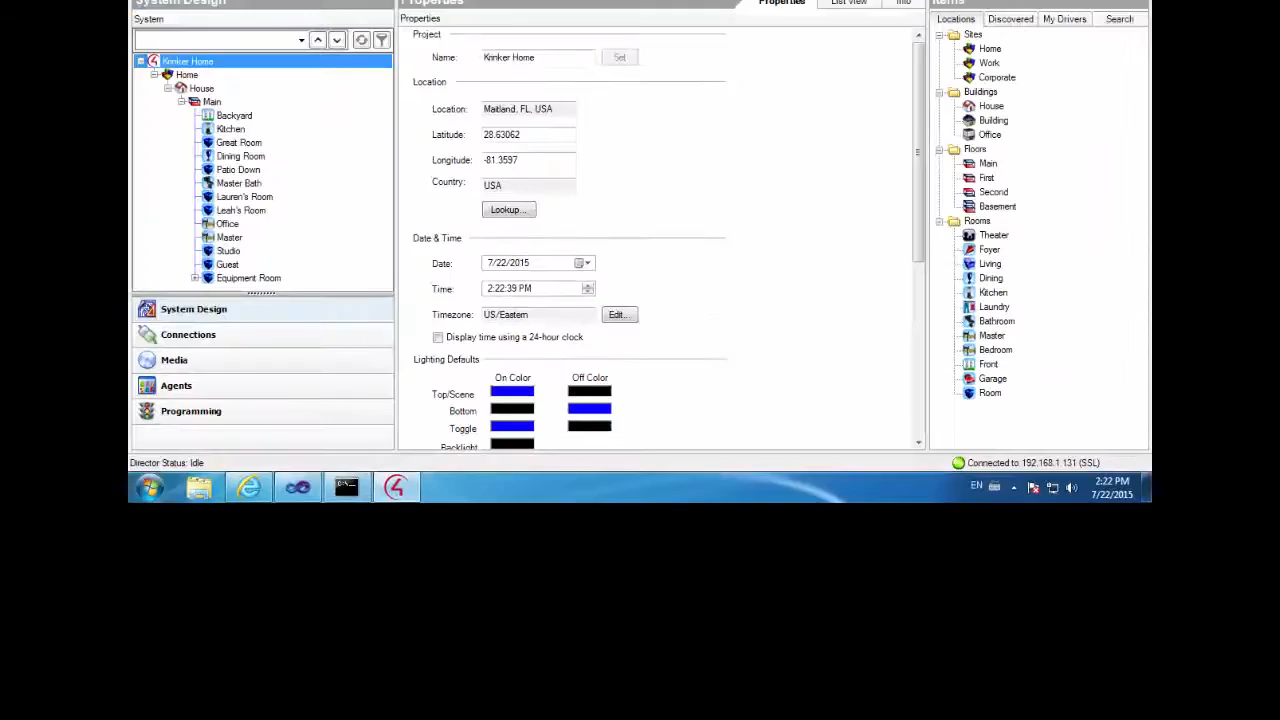 System Design
Properties
Properties
List View
Info
Items
System
Properties
Locations
Discovered
My Drivers
Search
Krinker Home
Home
House
Main
Backyard
Kitchen
Great Room
Dining Room
Patio Down
Master Bath
Lauren's Room
Leah's Room
Office
Master
Studio
Guest
Equipment Room
System Design
Connections
Media
Agents
Programming
Project
Name: Krinker Home Set
Location
Location: Maitland, FL, USA
Latitude: 28.63062
Longitude: -81.3597
Country: USA
Lookup...
Date & Time
Date: 7/22/2015
Time: 2:22:39 PM
Timezone: US/Eastern Edit...
Display time using a 24-hour clock
Lighting Defaults
On Color Off Color
Top/Scene
Bottom
Toggle
Backlight
Sites
Home
Work
Corporate
Buildings
House
Building
Office
Floors
Main
First
Second
Basement
Rooms
Theater
Foyer
Living
Dining
Kitchen
Laundry
Bathroom
Master
Bedroom
Front
Garage
Room
Director Status: Idle
Connected to 192.168.1.131 (SSL)
EN
2:22 PM
7/22/2015